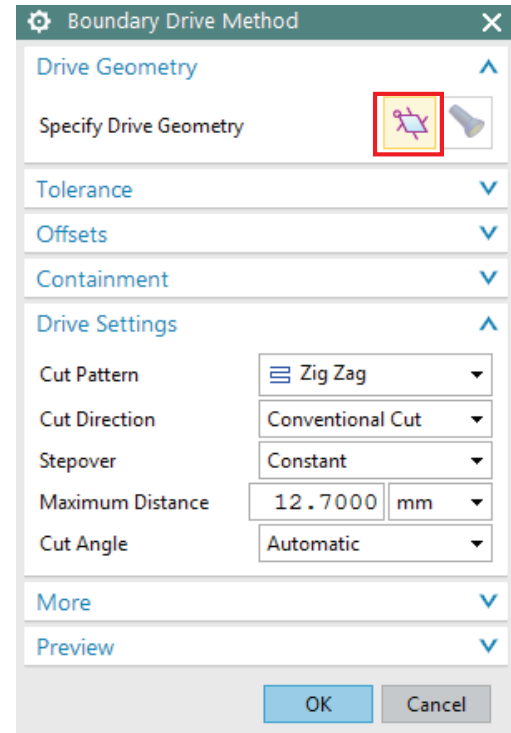 Boundary Drive Method
Drive Geometry
Specify Drive Geometry
Tolerance
Offsets
Containment
Drive Settings
Cut Pattern Zig Zag
Cut Direction Conventional Cut
Stepover Constant
Maximum Distance 12.7000 mm
Cut Angle Automatic
More
Preview
OK Cancel